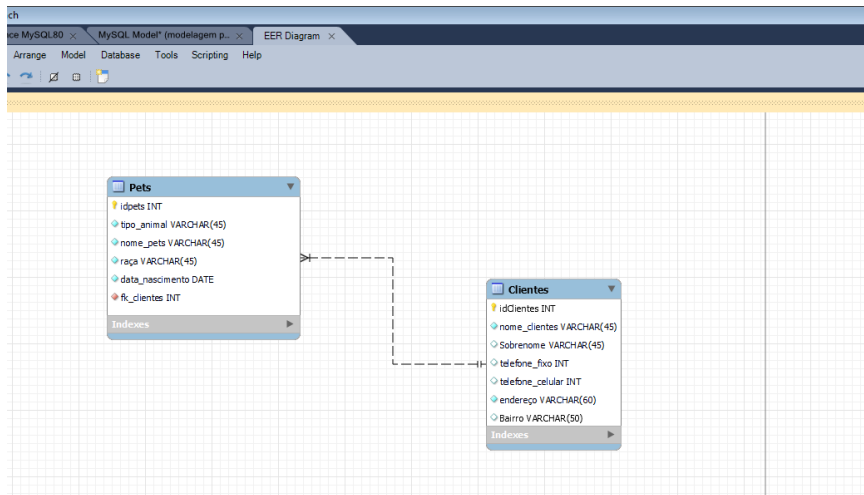 ch
ce MySQL80 × MySQL Model* (modelagem p.. × EER Diagram ×
Arrange Model Database Tools Scripting Help
Pets
idpets INT
tipo_animal VARCHAR(45)
nome_pets VARCHAR(45)
raça VARCHAR(45)
data_nascimento DATE
fk_clientes INT
Indexes
Clientes
idClientes INT
nome_clientes VARCHAR(45)
Sobrenome VARCHAR(45)
telefone_fixo INT
telefone_celular INT
endereço VARCHAR(60)
Bairro VARCHAR(50)
Indexes